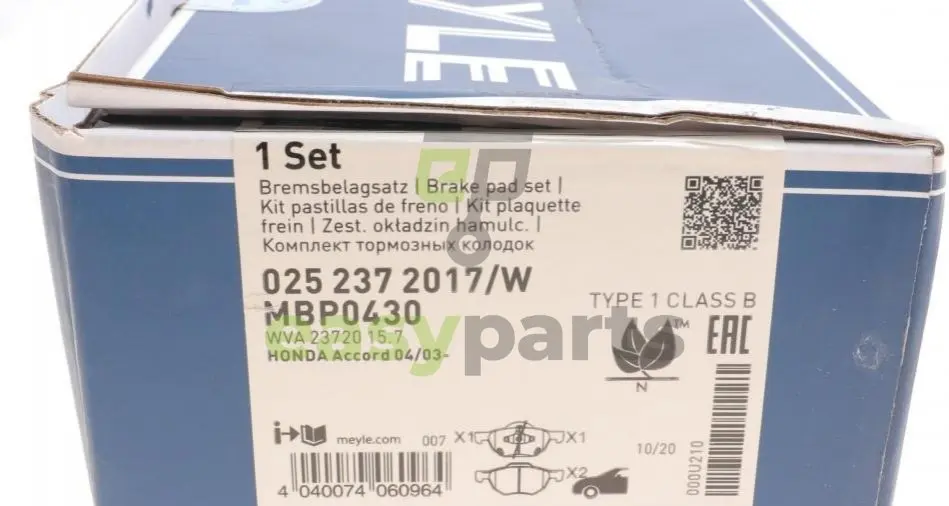 YLE
1 Set
Bremsbelagsatz | Brake pad set |
Kit pastillas de freno | Kit plaquette
frein | Zest. okładzin hamulc. |
Комплект тормозных колодок
025 237 2017/W
MBP0430
WVA 23720 15.7
HONDA Accord 04/03-
TYPE 1 CLASS B
TM
EAC
N
easyparts
meyle.com
007 X1 X1
X2
10/20
000U210
4 040074 060964